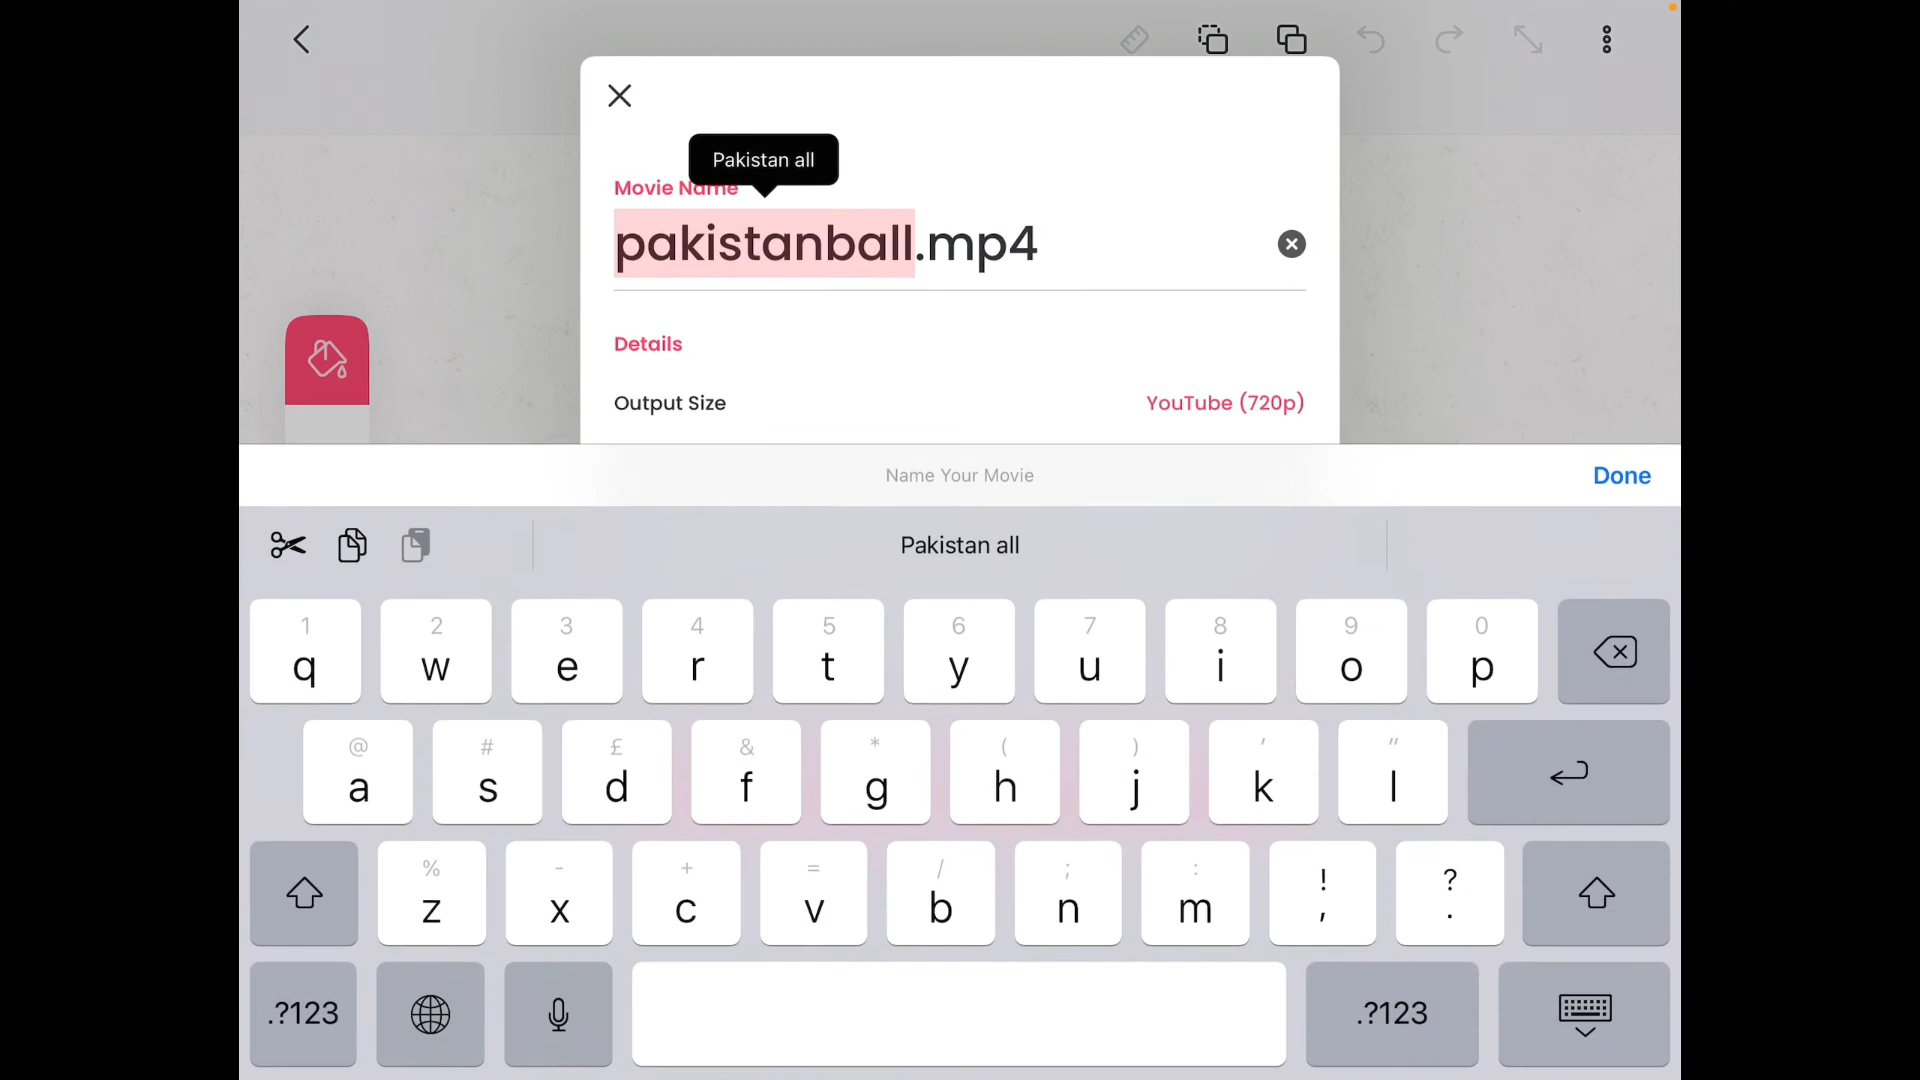 Pakistan all
Movie Name
pakistanball.mp4
Details
Output Size YouTube (720p)
Name Your Movie Done
Pakistan all
1 2 3 4 5 6 7 8 9 0
q w e r t y u i o p
@ # £ & * ( ) ' "
a s d f g h j k l
% - + = / ; : ! ?
z x c v b n m , .
.?123 .?123